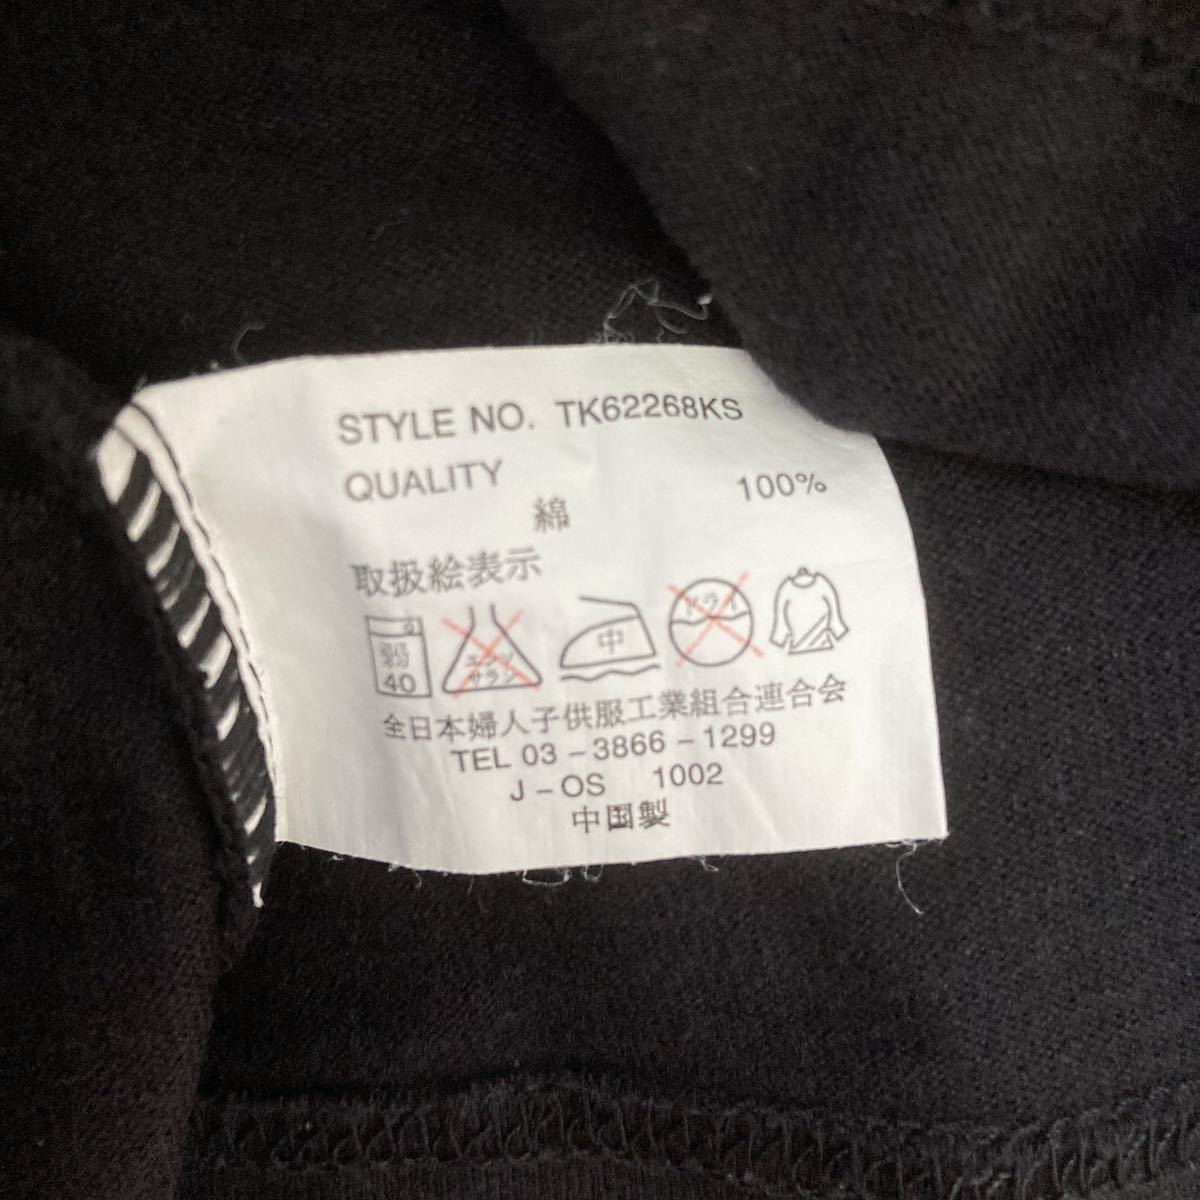 STYLE NO. TK62268KS
QUALITY
綿 100%
取扱絵表示
弱 40 エンソ サラシ 中 ドライ
全日本婦人子供服工業組合連合会
TEL 03-3866-1299
J-OS 1002
中国製